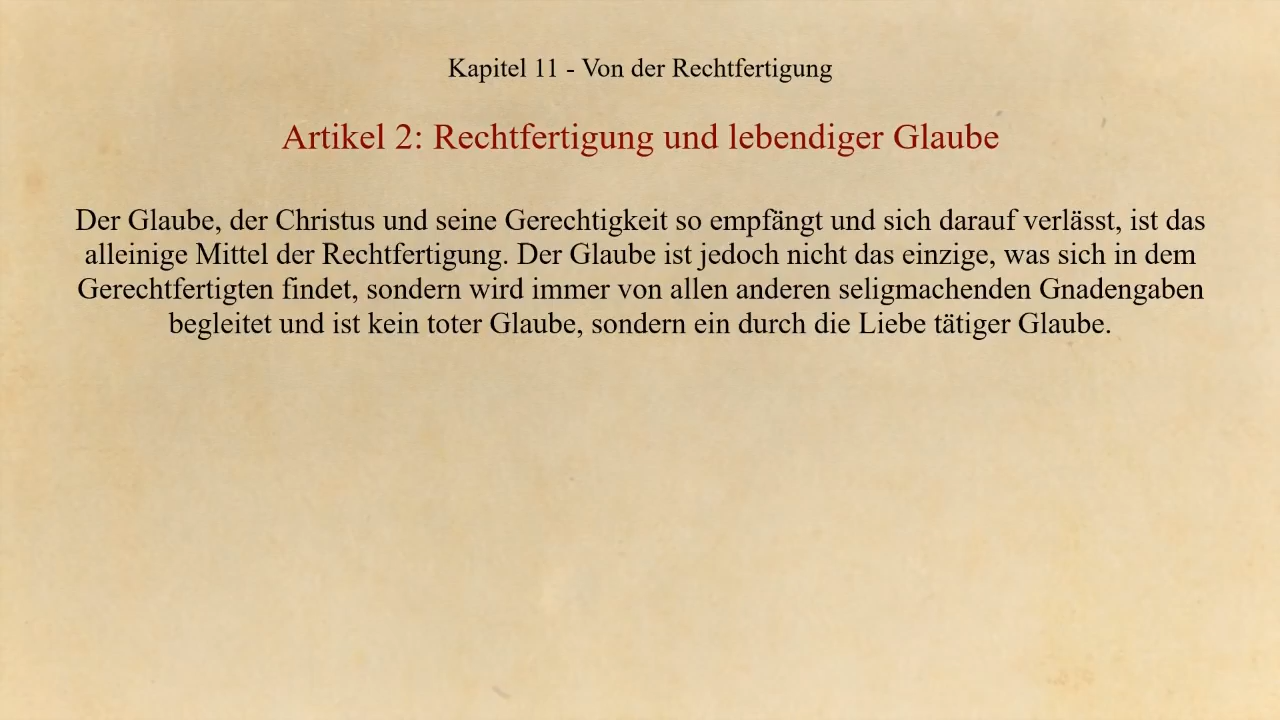 Kapitel 11 - Von der Rechtfertigung
Artikel 2: Rechtfertigung und lebendiger Glaube
Der Glaube, der Christus und seine Gerechtigkeit so empfängt und sich darauf verlässt, ist das
alleinige Mittel der Rechtfertigung. Der Glaube ist jedoch nicht das einzige, was sich in dem
Gerechtfertigten findet, sondern wird immer von allen anderen seligmachenden Gnadengaben
begleitet und ist kein toter Glaube, sondern ein durch die Liebe tätiger Glaube.